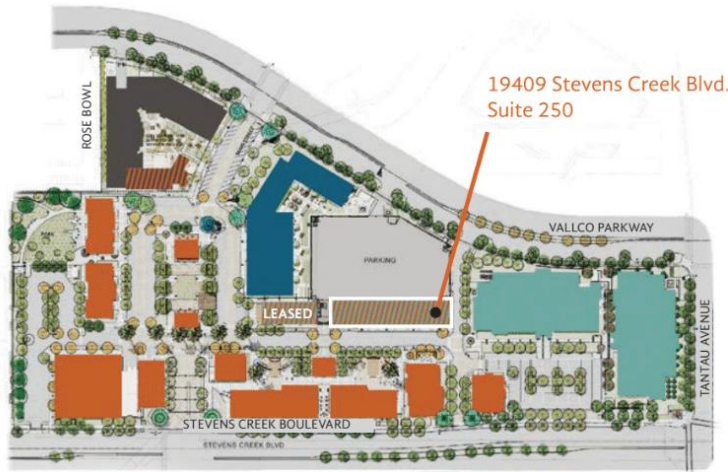 19409 Stevens Creek Blvd.
Suite 250
ROSE BOWL
VALLCO PARKWAY
PARK
PARKING
LEASED
TANTAU AVENUE
STEVENS CREEK BOULEVARD
STEVENS CREEK BLVD